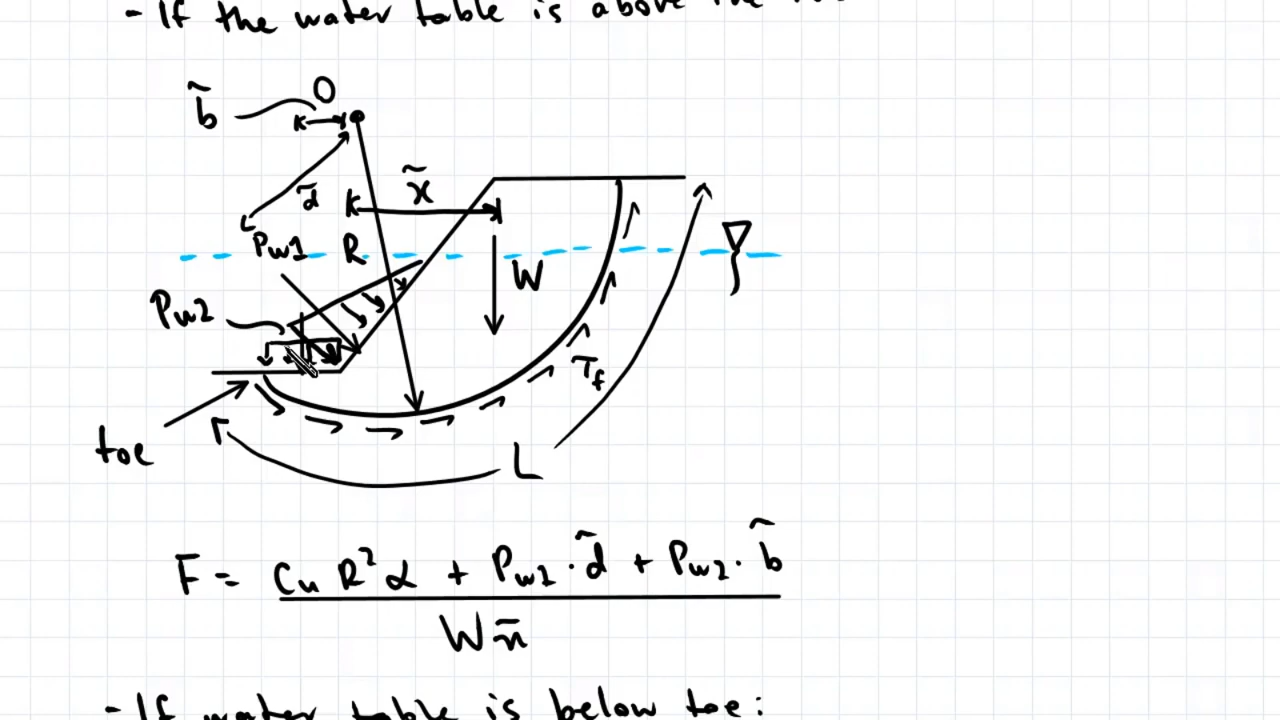 - If the water table is above the
b̃ O
d̃ x̃
Pw1 R
W
Pw2
τf
toe
L
F = Cu R² α + Pw1 · d̃ + Pw2 · b̃
W x̄
- If water table is below toe: